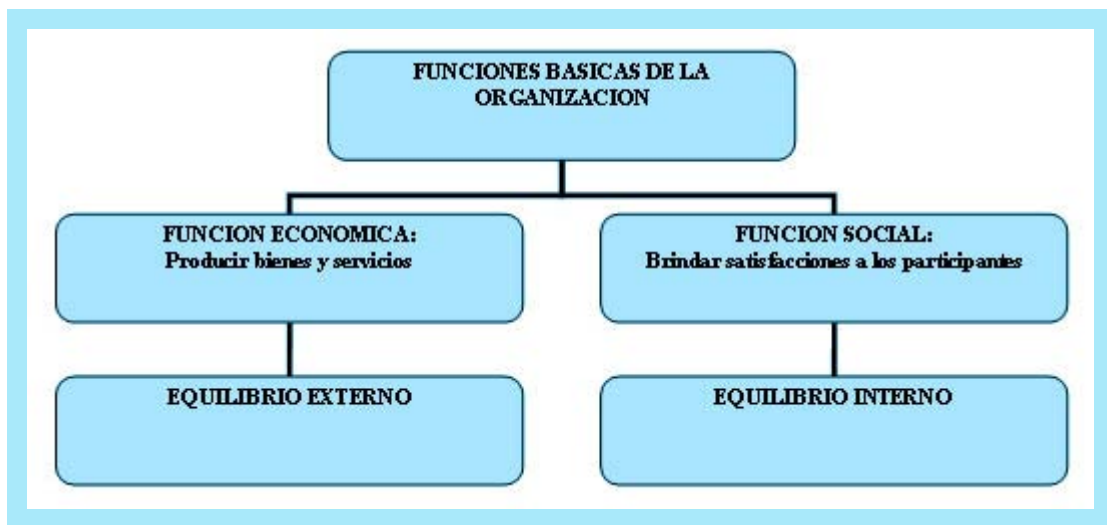 FUNCIONES BASICAS DE LA
ORGANIZACION
FUNCION ECONOMICA:
Producir bienes y servicios
FUNCION SOCIAL:
Brindar satisfacciones a los participantes
EQUILIBRIO EXTERNO
EQUILIBRIO INTERNO